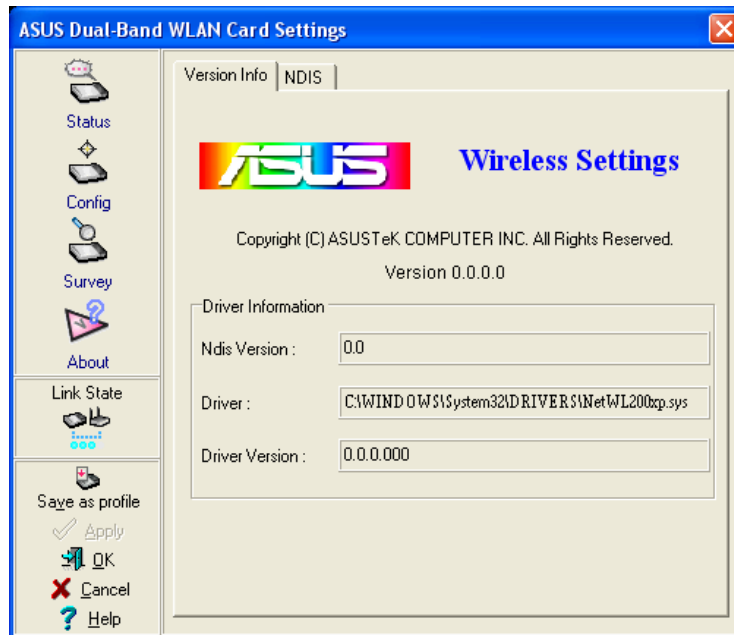 ASUS Dual-Band WLAN Card Settings
Status
Config
Survey
About
Link State
Save as profile
Apply
OK
Cancel
Help
Version Info
NDIS
ASUS
Wireless Settings
Copyright (C) ASUSTeK COMPUTER INC. All Rights Reserved.
Version 0.0.0.0
Driver Information
Ndis Version :
0.0
Driver :
C:\WINDOWS\System32\DRIVERS\NetWL200xp.sys
Driver Version :
0.0.0.000